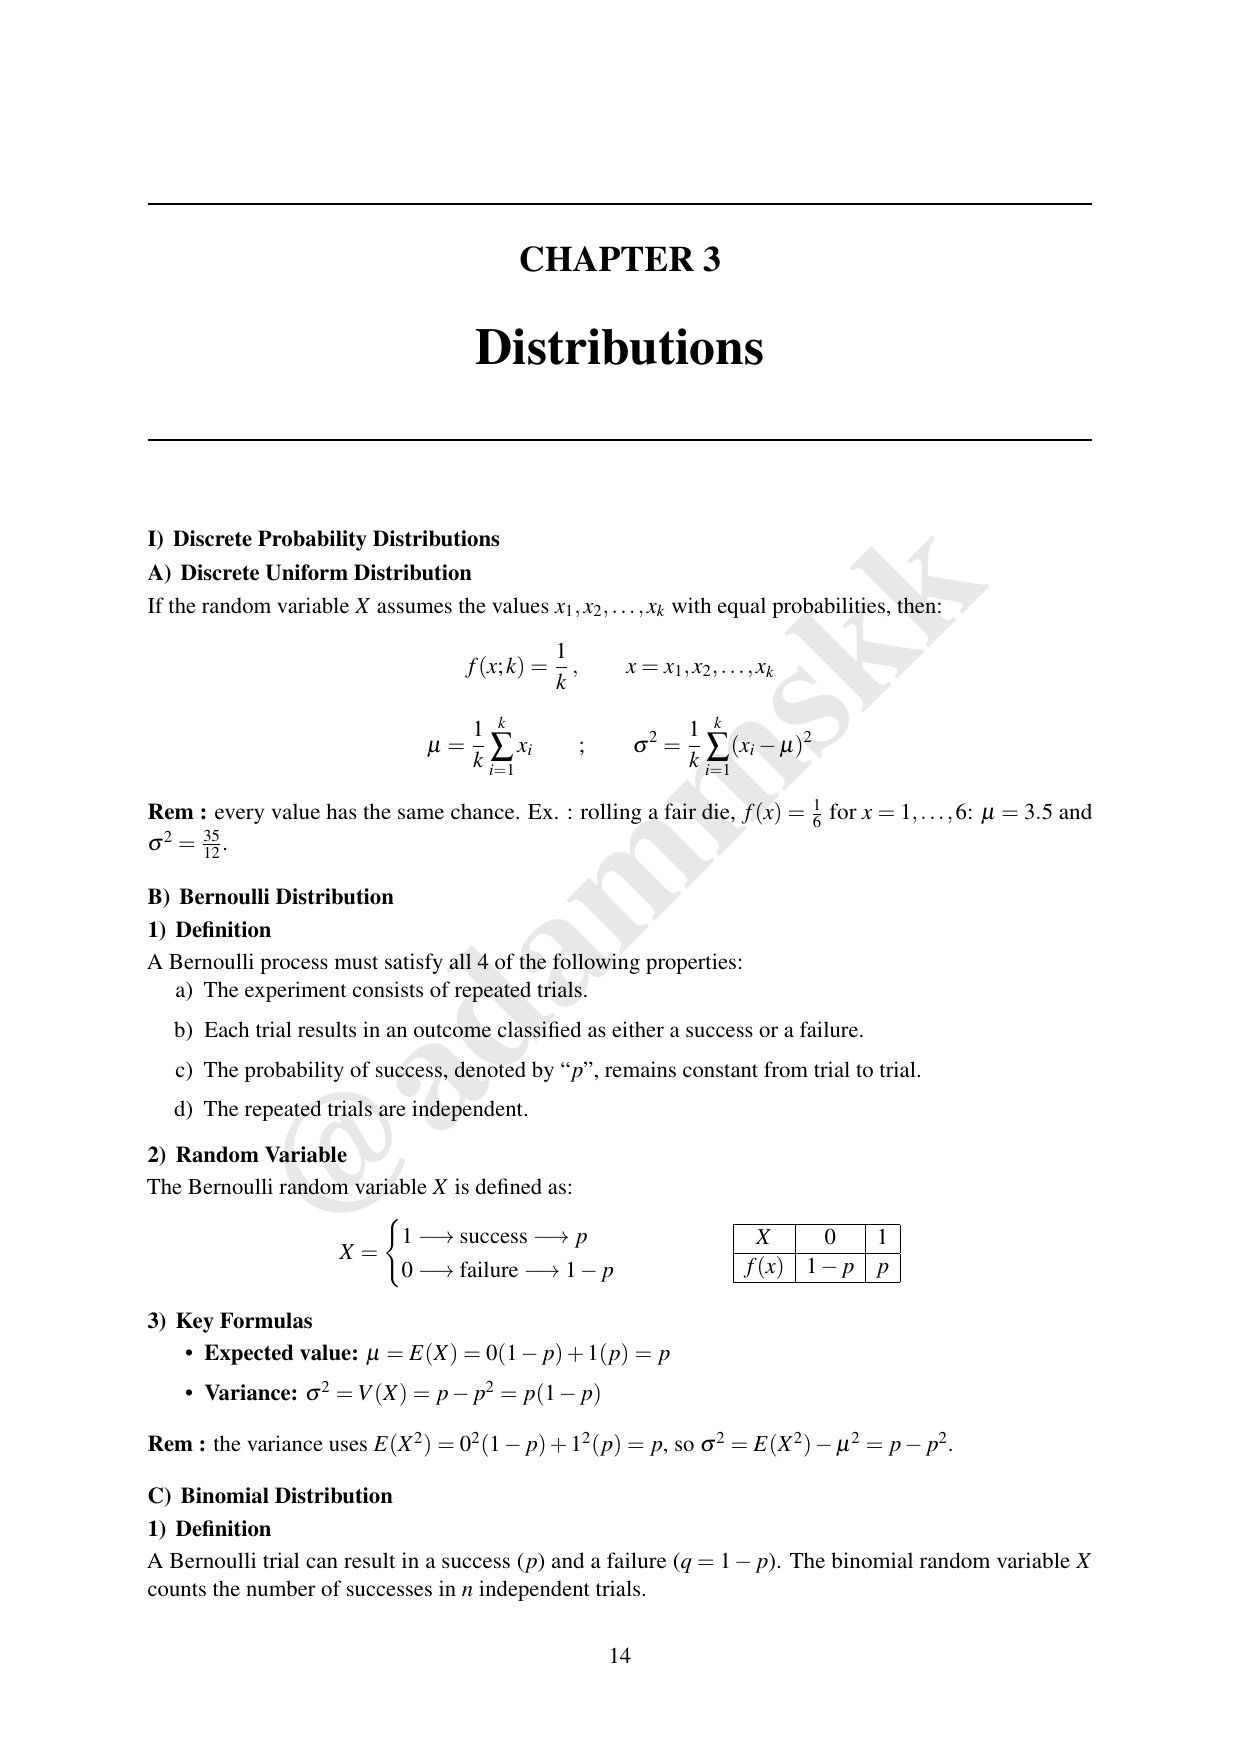 CHAPTER 3
Distributions
I) Discrete Probability Distributions
A) Discrete Uniform Distribution
If the random variable X assumes the values x₁, x₂, …, xₖ with equal probabilities, then:
f(x;k) = 1/k , x = x₁, x₂, …, xₖ
μ = 1/k ∑ᵢ₌₁ᵏ xᵢ ; σ² = 1/k ∑ᵢ₌₁ᵏ (xᵢ − μ)²
Rem : every value has the same chance. Ex. : rolling a fair die, f(x) = 1/6 for x = 1, …, 6: μ = 3.5 and
σ² = 35/12.
B) Bernoulli Distribution
1) Definition
A Bernoulli process must satisfy all 4 of the following properties:
a) The experiment consists of repeated trials.
b) Each trial results in an outcome classified as either a success or a failure.
c) The probability of success, denoted by “p”, remains constant from trial to trial.
d) The repeated trials are independent.
2) Random Variable
The Bernoulli random variable X is defined as:
X = { 1 ⟶ success ⟶ p
0 ⟶ failure ⟶ 1 − p
X 0 1
f(x) 1 − p p
3) Key Formulas
• Expected value: μ = E(X) = 0(1 − p) + 1(p) = p
• Variance: σ² = V(X) = p − p² = p(1 − p)
Rem : the variance uses E(X²) = 0²(1 − p) + 1²(p) = p, so σ² = E(X²) − μ² = p − p².
C) Binomial Distribution
1) Definition
A Bernoulli trial can result in a success (p) and a failure (q = 1 − p). The binomial random variable X
counts the number of successes in n independent trials.
14
@adamnskk